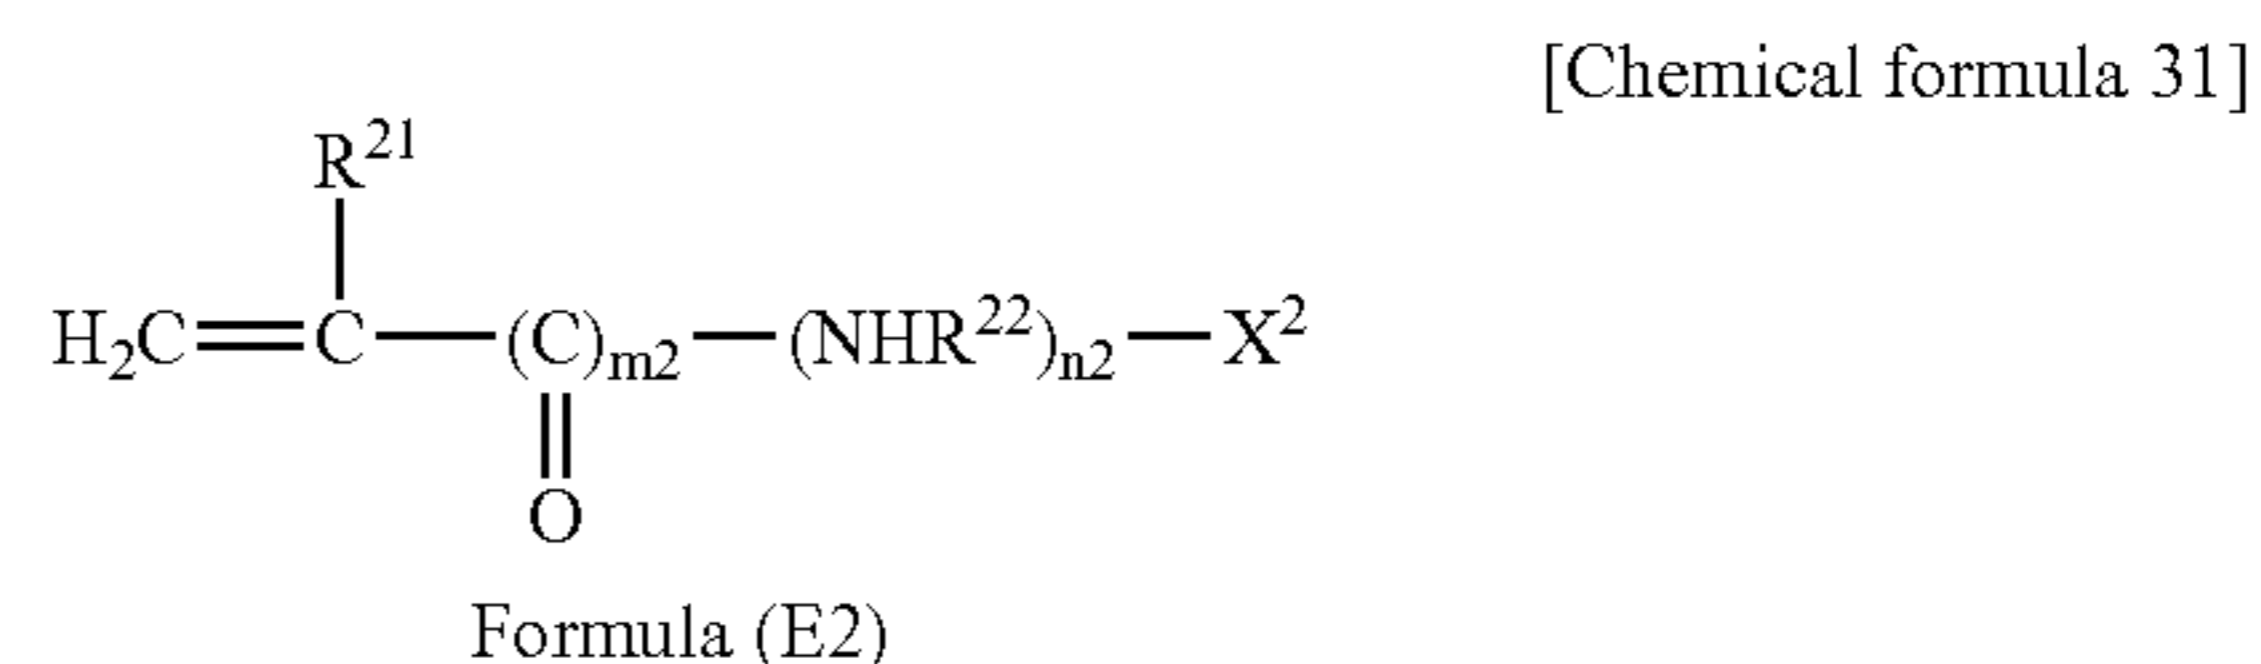 [Chemical formula 31]
R²¹
H₂C=C—(C)ₘ₂—(NHR²²)ₙ₂—X²
O
Formula (E2)